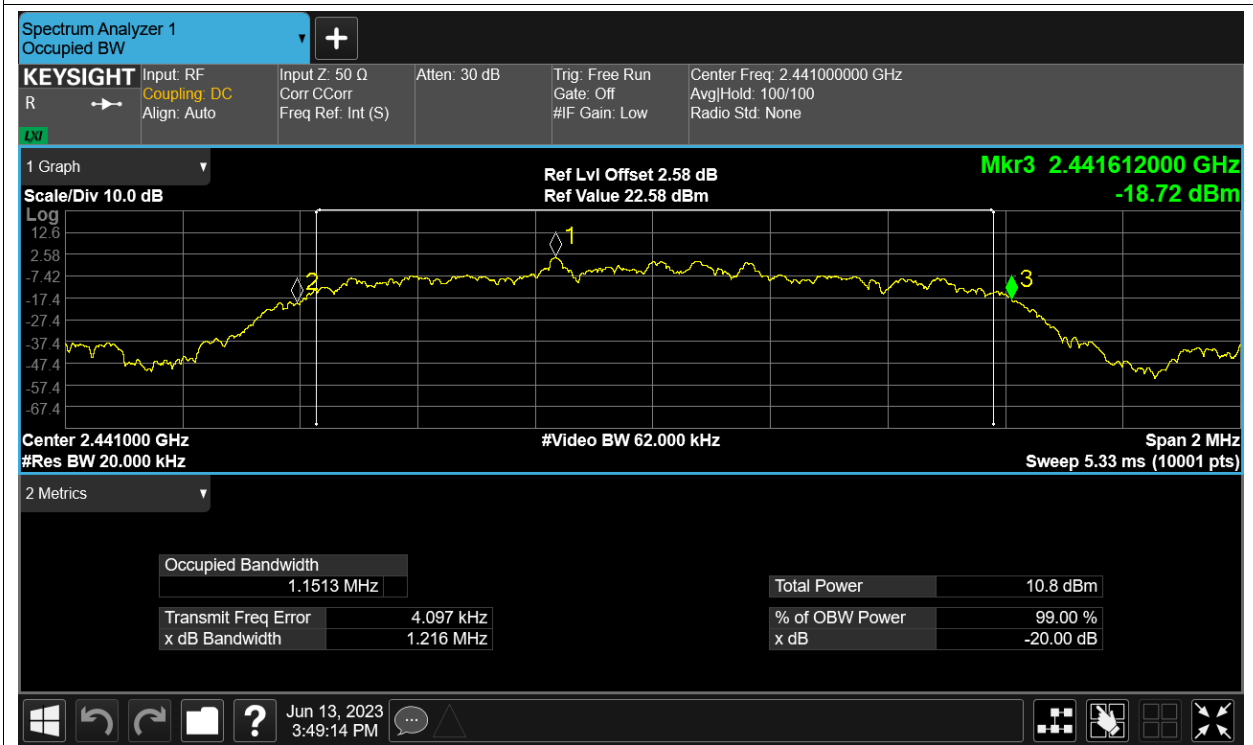 Spectrum Analyzer 1
Occupied BW
KEYSIGHT
R
LXI
Input: RF
Coupling: DC
Align: Auto
Input Z: 50 Ω
Corr CCorr
Freq Ref: Int (S)
Atten: 30 dB
Trig: Free Run
Gate: Off
#IF Gain: Low
Center Freq: 2.441000000 GHz
Avg|Hold: 100/100
Radio Std: None
1 Graph
Scale/Div 10.0 dB
Ref Lvl Offset 2.58 dB
Ref Value 22.58 dBm
Mkr3 2.441612000 GHz
-18.72 dBm
Log
12.6
2.58
-7.42
-17.4
-27.4
-37.4
-47.4
-57.4
-67.4
1
2
3
Center 2.441000 GHz
#Video BW 62.000 kHz
Span 2 MHz
#Res BW 20.000 kHz
Sweep 5.33 ms (10001 pts)
2 Metrics
Occupied Bandwidth
1.1513 MHz
Transmit Freq Error 4.097 kHz
x dB Bandwidth 1.216 MHz
Total Power 10.8 dBm
% of OBW Power 99.00 %
x dB -20.00 dB
?
Jun 13, 2023
3:49:14 PM